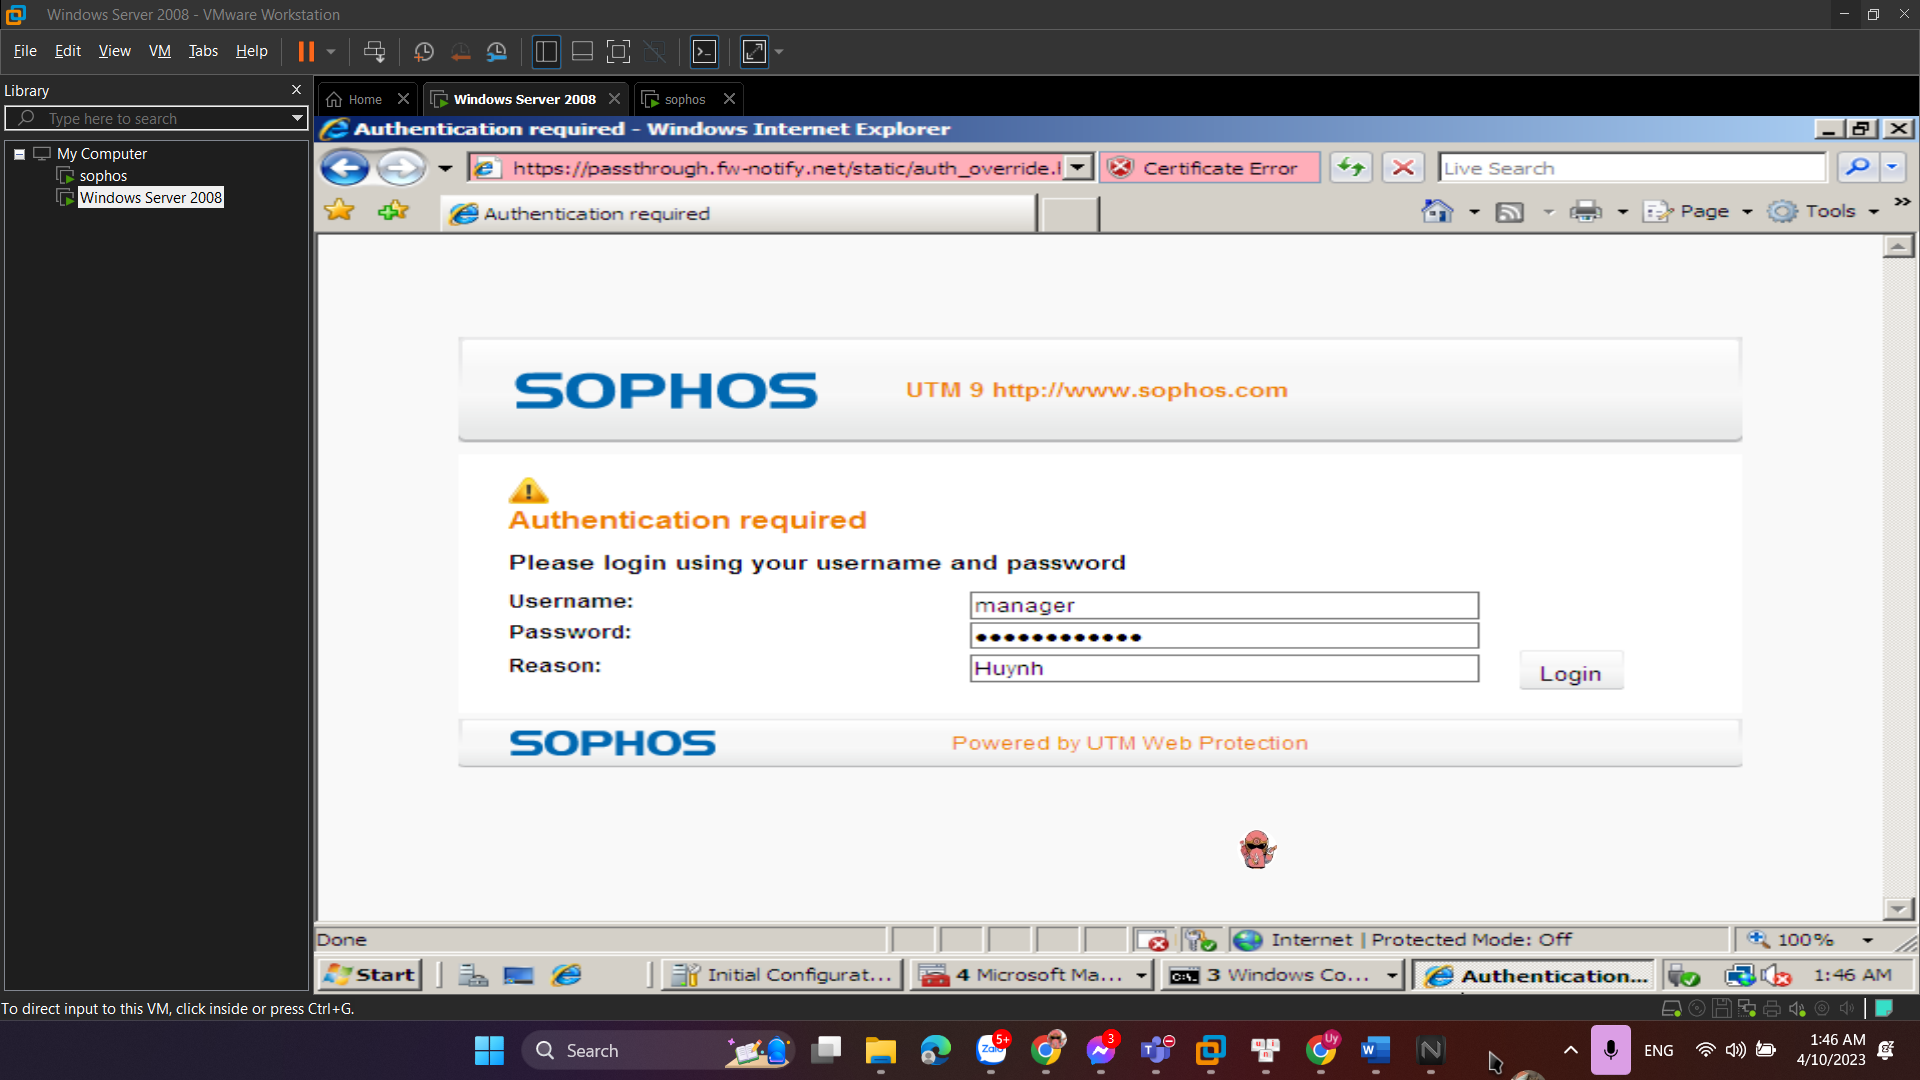 Windows Server 2008 - VMware Workstation
File Edit View VM Tabs Help
Library
Type here to search
My Computer
sophos
Windows Server 2008
Home
Windows Server 2008
sophos
Authentication required - Windows Internet Explorer
https://passthrough.fw-notify.net/static/auth_override.
Certificate Error
Live Search
Authentication required
Page
Tools
SOPHOS
UTM 9 http://www.sophos.com
Authentication required
Please login using your username and password
Username:
manager
Password:
Reason:
Huynh
Login
SOPHOS
Powered by UTM Web Protection
Done
Internet | Protected Mode: Off
100%
Start
Initial Configurat...
4 Microsoft Ma...
3 Windows Co...
Authentication...
1:46 AM
To direct input to this VM, click inside or press Ctrl+G.
Search
Zalo
5+
3
Uy
ENG
1:46 AM
4/10/2023